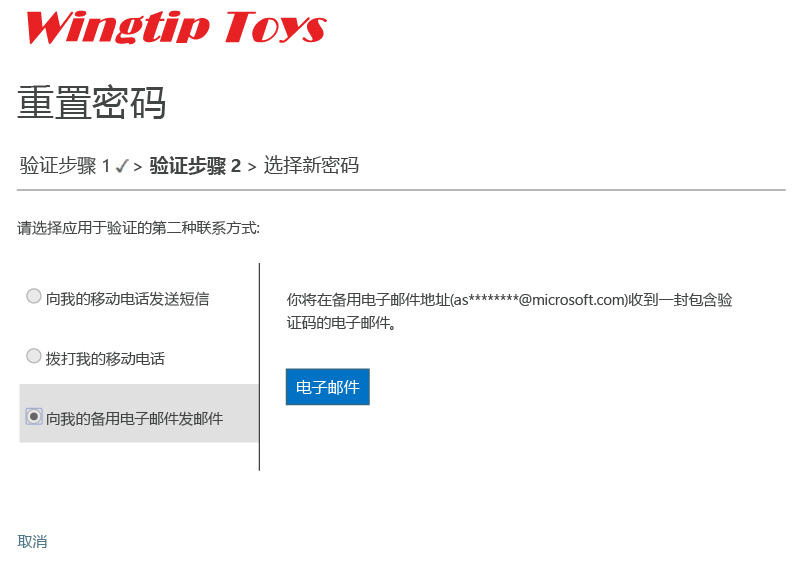 Wingtip Toys
重置密码
验证步骤 1 ✓ > 验证步骤 2 > 选择新密码
请选择应用于验证的第二种联系方式:
向我的移动电话发送短信
拨打我的移动电话
向我的备用电子邮件发邮件
你将在备用电子邮件地址(as********@microsoft.com)收到一封包含验
证码的电子邮件。
电子邮件
取消